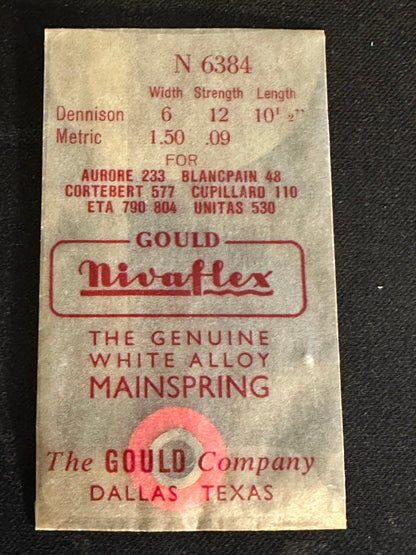 N 6384
Width Strength Length
Dennison 6 12 10½"
Metric 1.50 .09
FOR
AURORE 233 BLANCPAIN 48
CORTEBERT 577 CUPILLARD 110
ETA 790 804 UNITAS 530
GOULD
Nivaflex
THE GENUINE
WHITE ALLOY
MAINSPRING
The GOULD Company
DALLAS TEXAS